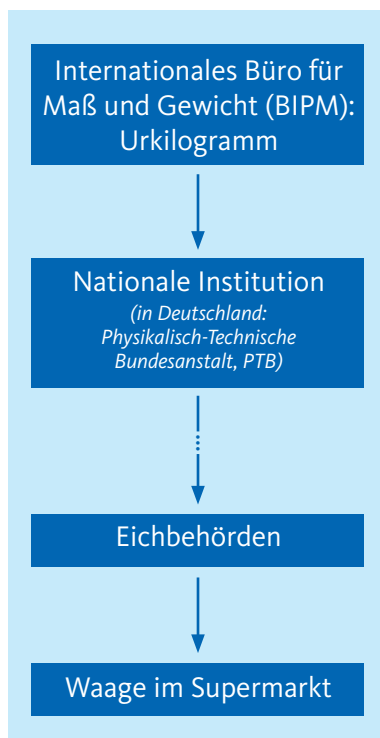 Internationales Büro für
Maß und Gewicht (BIPM):
Urkilogramm
Nationale Institution
(in Deutschland:
Physikalisch-Technische
Bundesanstalt, PTB)
Eichbehörden
Waage im Supermarkt